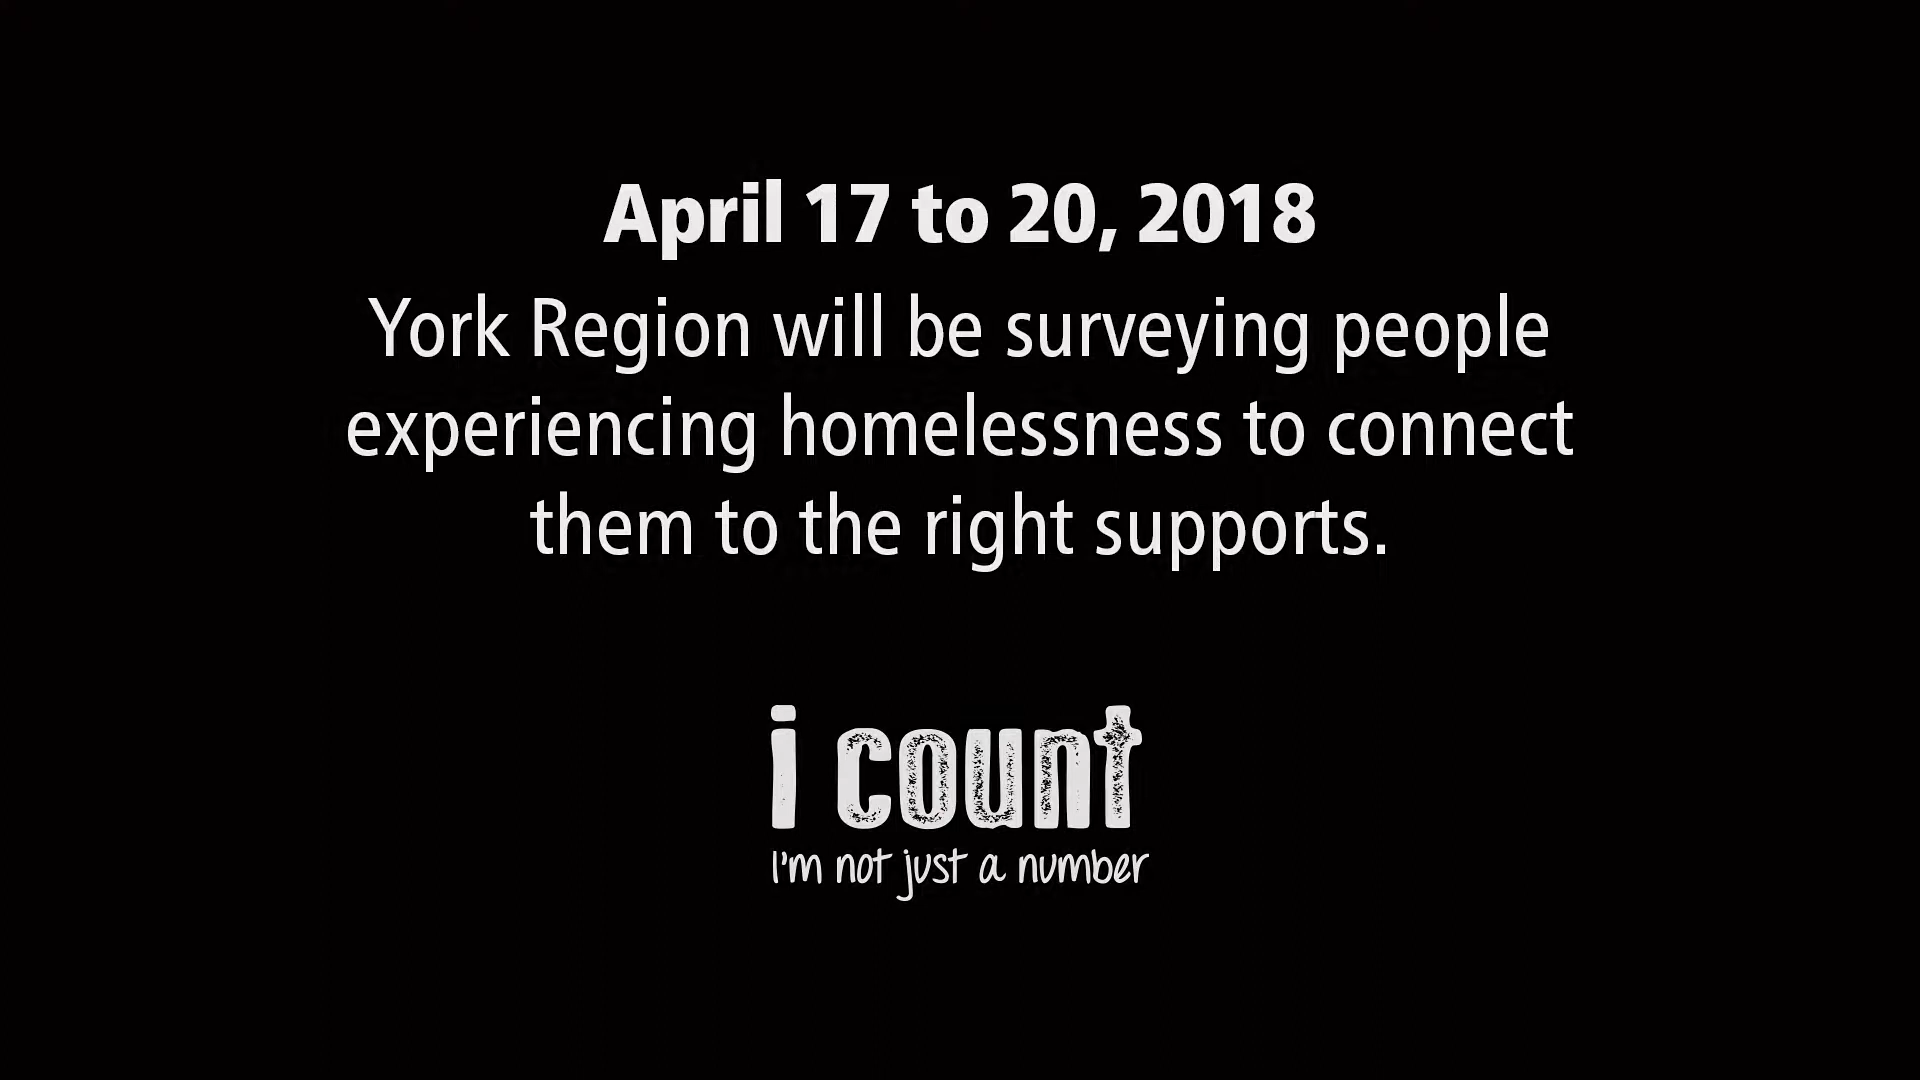 April 17 to 20, 2018
York Region will be surveying people
experiencing homelessness to connect
them to the right supports.
i count
I'm not just a number